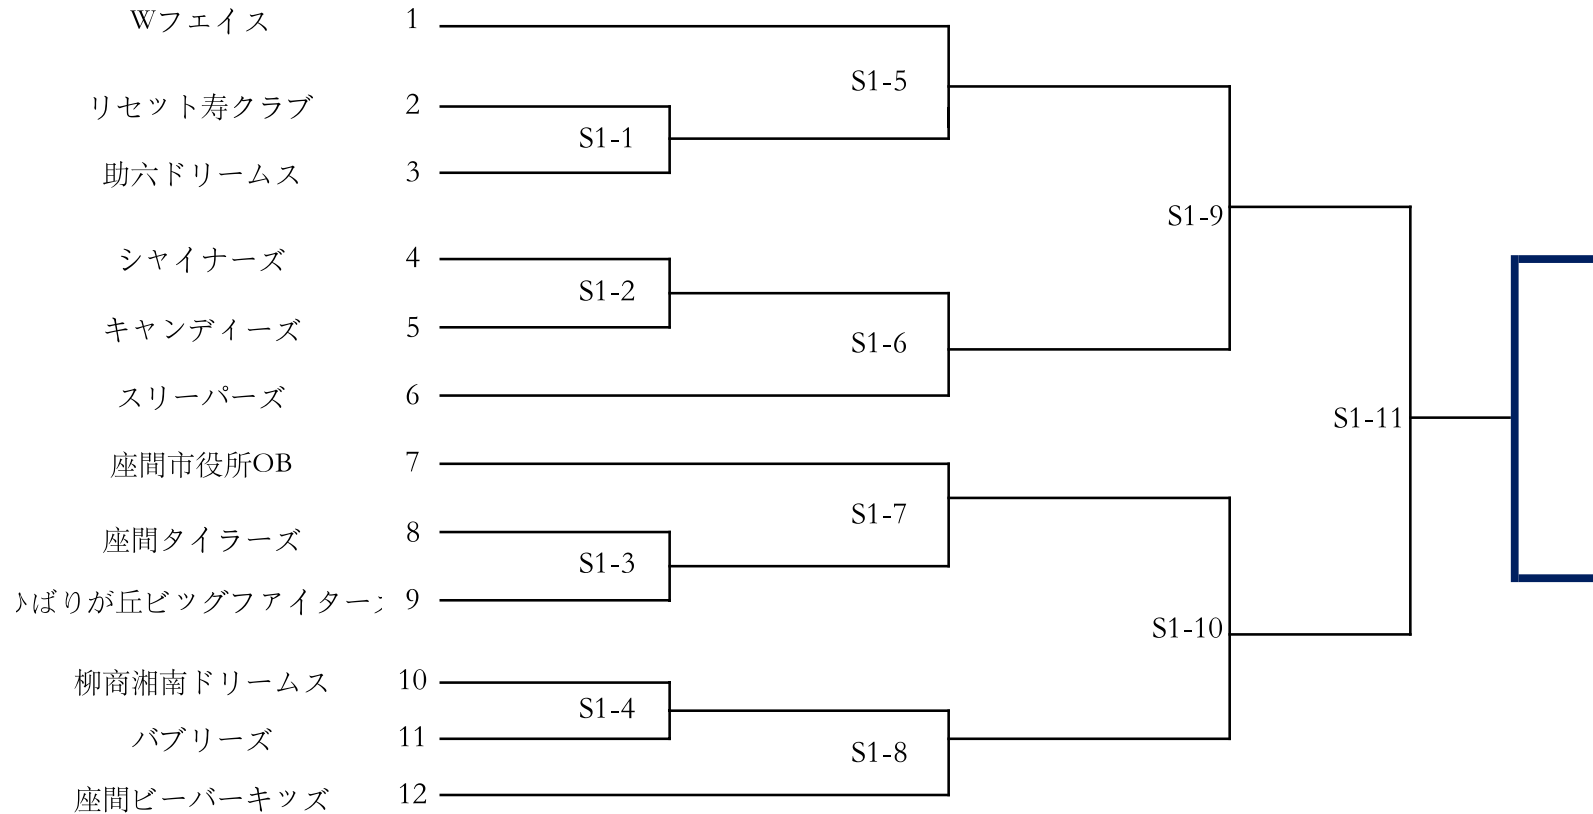 Wフェイス 1
S1-5
リセット寿クラブ 2
S1-1
助六ドリームス 3
S1-9
シャイナーズ 4
S1-2
キャンディーズ 5
S1-6
スリーパーズ 6
S1-11
座間市役所OB 7
S1-7
座間タイラーズ 8
S1-3
ばりが丘ビッグファイター 9
S1-10
柳商湘南ドリームス 10
S1-4
バブリーズ 11
S1-8
座間ビーバーキッズ 12